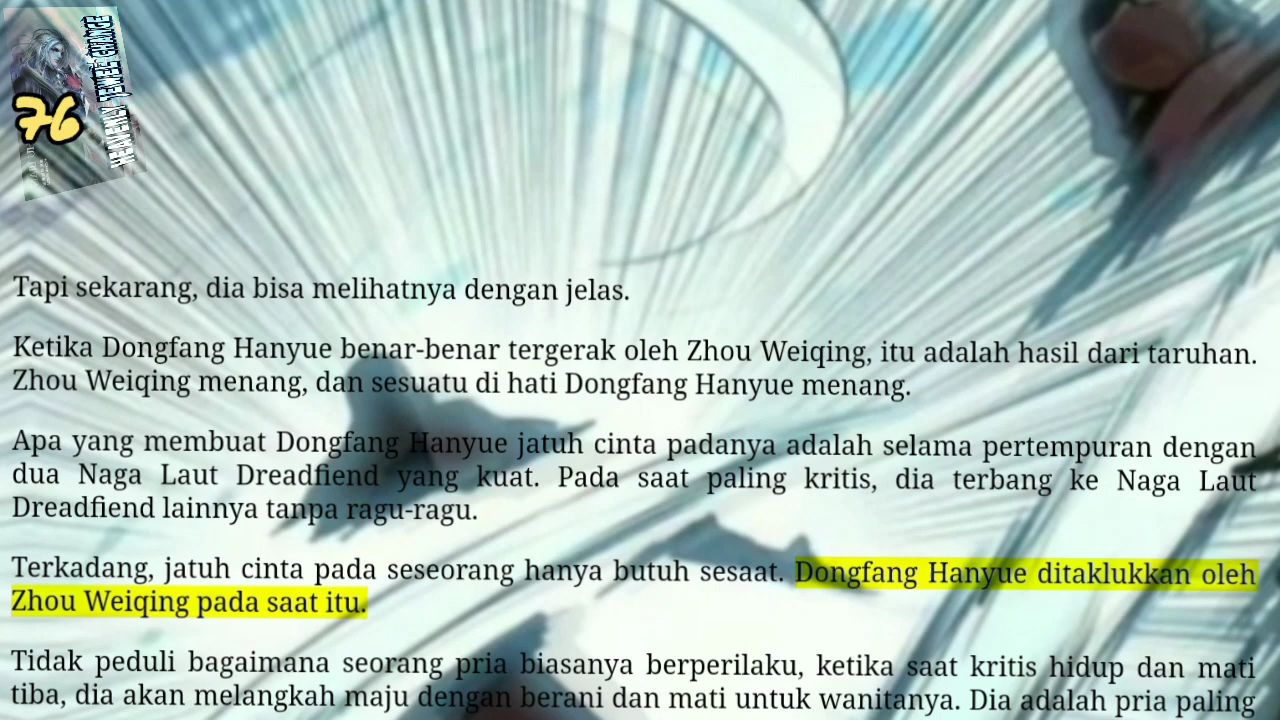 HEAVENLY JEWEL CHANGE
76
Tapi sekarang, dia bisa melihatnya dengan jelas.
Ketika Dongfang Hanyue benar-benar tergerak oleh Zhou Weiqing, itu adalah hasil dari taruhan.
Zhou Weiqing menang, dan sesuatu di hati Dongfang Hanyue menang.
Apa yang membuat Dongfang Hanyue jatuh cinta padanya adalah selama pertempuran dengan
dua Naga Laut Dreadfiend yang kuat. Pada saat paling kritis, dia terbang ke Naga Laut
Dreadfiend lainnya tanpa ragu-ragu.
Terkadang, jatuh cinta pada seseorang hanya butuh sesaat. Dongfang Hanyue ditaklukkan oleh
Zhou Weiqing pada saat itu.
Tidak peduli bagaimana seorang pria biasanya berperilaku, ketika saat kritis hidup dan mati
tiba, dia akan melangkah maju dengan berani dan mati untuk wanitanya. Dia adalah pria paling